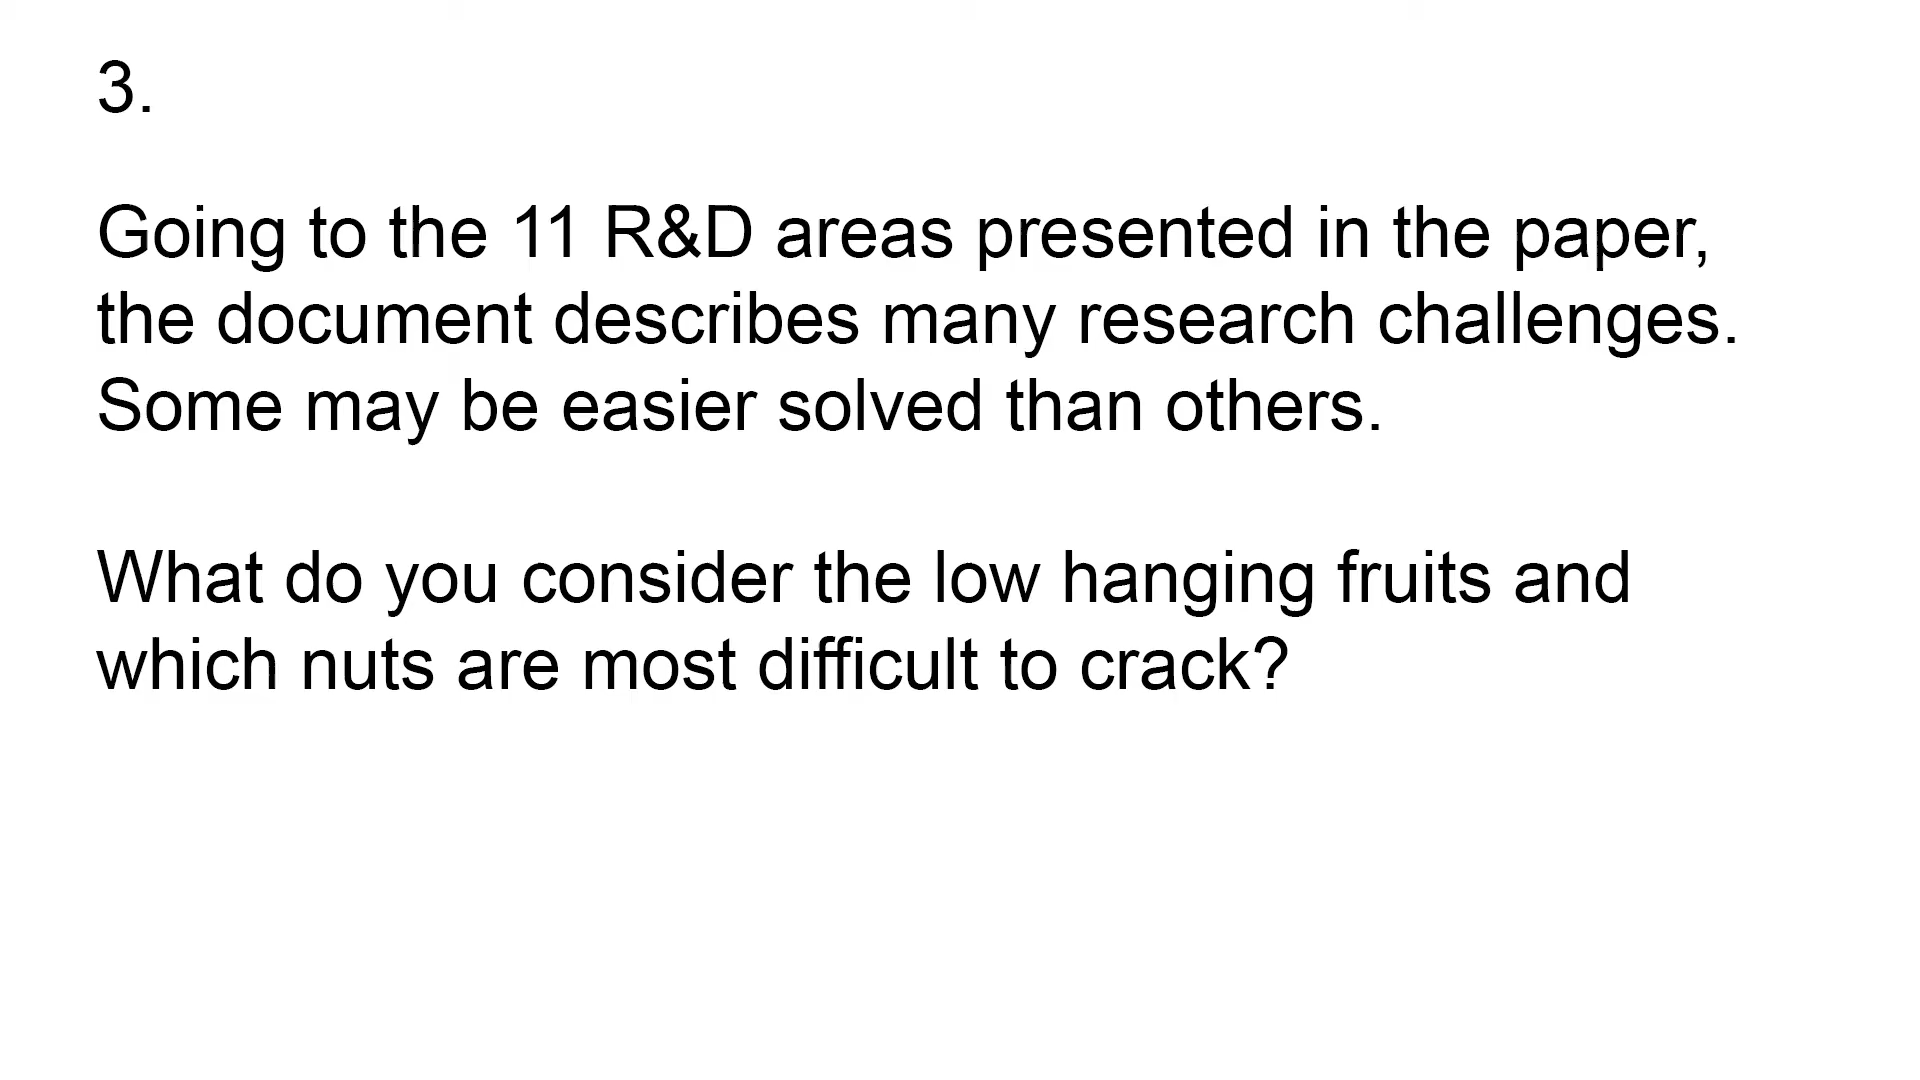 3.
Going to the 11 R&D areas presented in the paper,
the document describes many research challenges.
Some may be easier solved than others.
What do you consider the low hanging fruits and
which nuts are most difficult to crack?